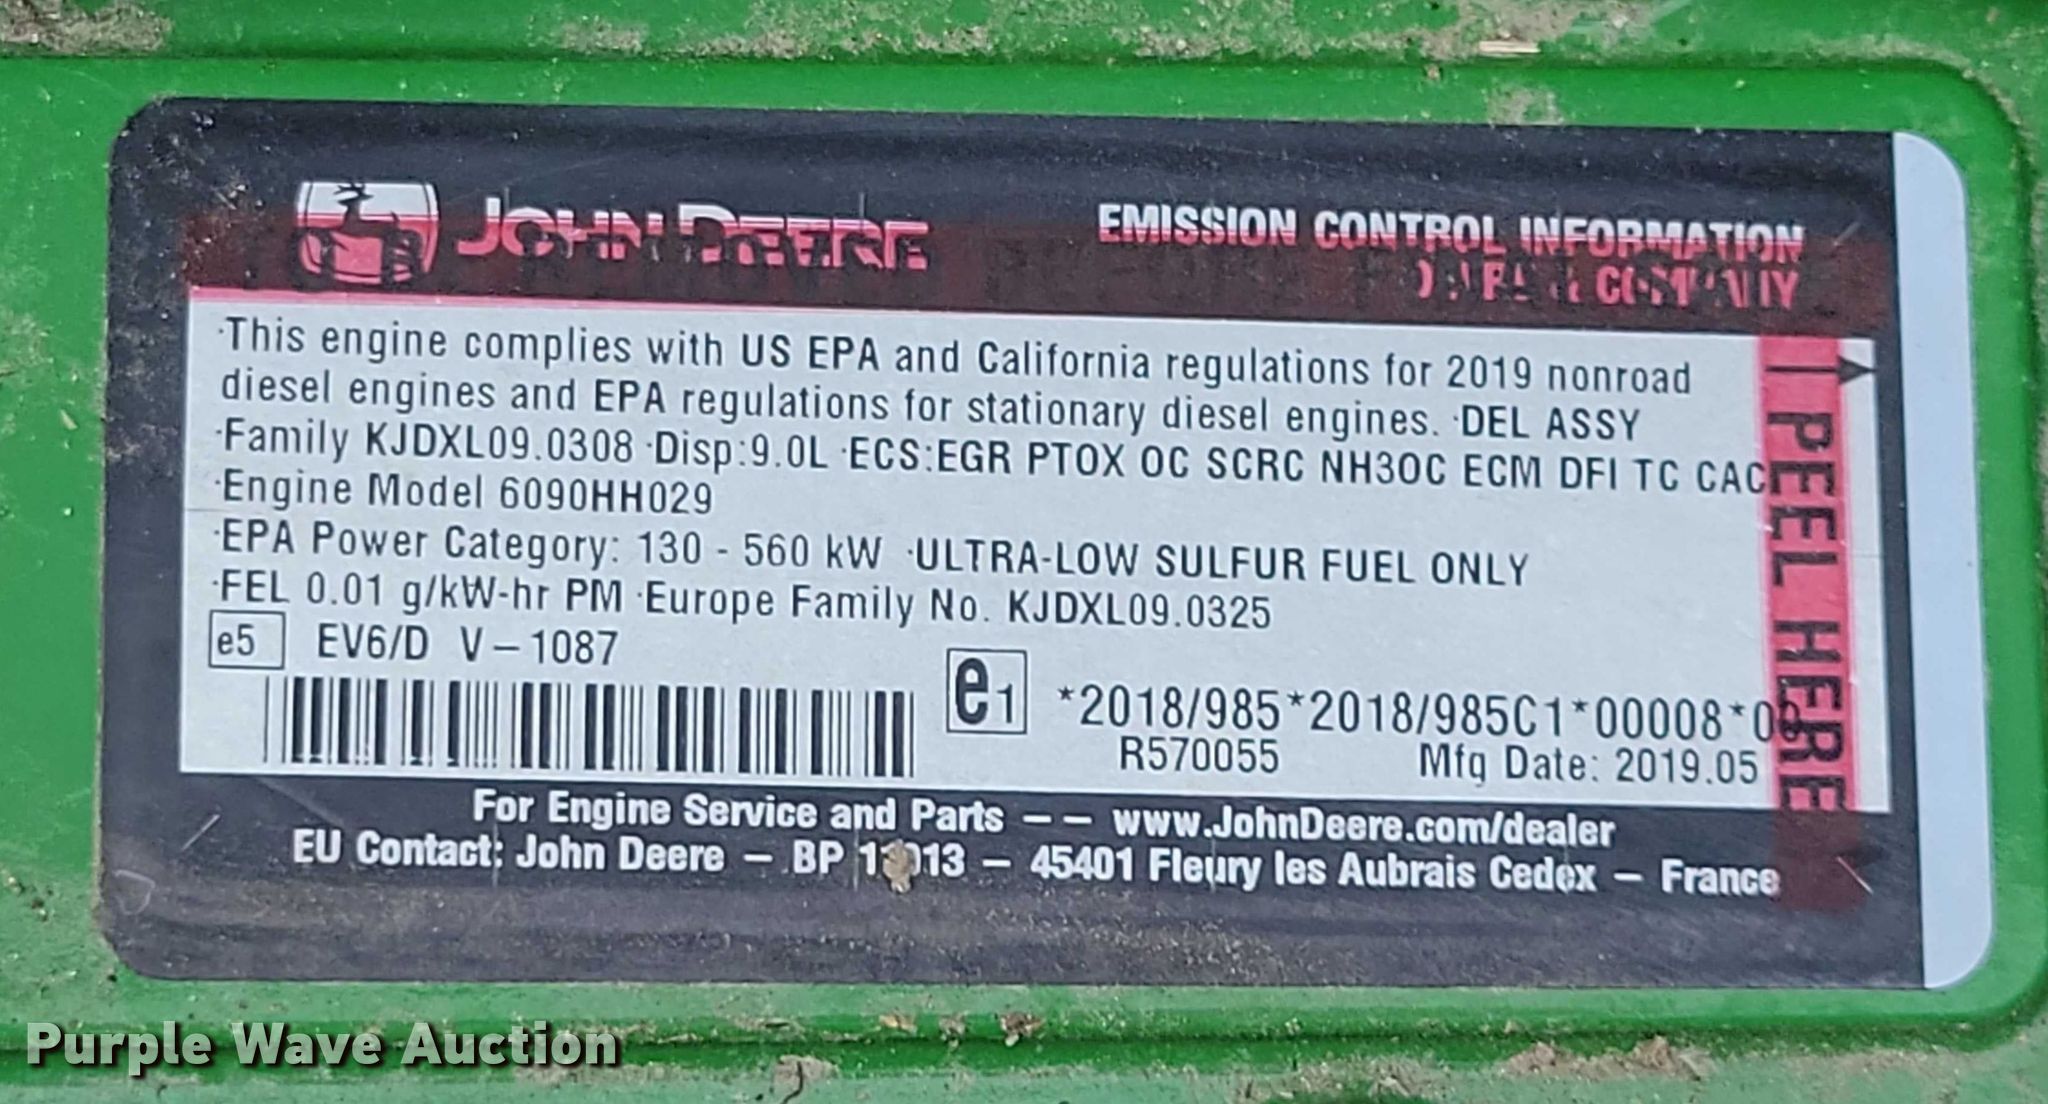 JOHN DEERE
EMISSION CONTROL INFORMATION
DEERE & COMPANY
·This engine complies with US EPA and California regulations for 2019 nonroad
diesel engines and EPA regulations for stationary diesel engines. ·DEL ASSY
·Family KJDXL09.0308 ·Disp:9.0L ·ECS:EGR PTOX OC SCRC NH3OC ECM DFI TC CAC
·Engine Model 6090HH029
·EPA Power Category: 130 - 560 kW ·ULTRA-LOW SULFUR FUEL ONLY
·FEL 0.01 g/kW-hr PM ·Europe Family No. KJDXL09.0325
e5 EV6/D V-1087
e1 *2018/985*2018/985C1*00008*
R570055 Mfg Date: 2019.05
PEEL HERE
For Engine Service and Parts –– www.JohnDeere.com/dealer
EU Contact: John Deere – BP – 45401 Fleury les Aubrais Cedex – France
Purple Wave Auction